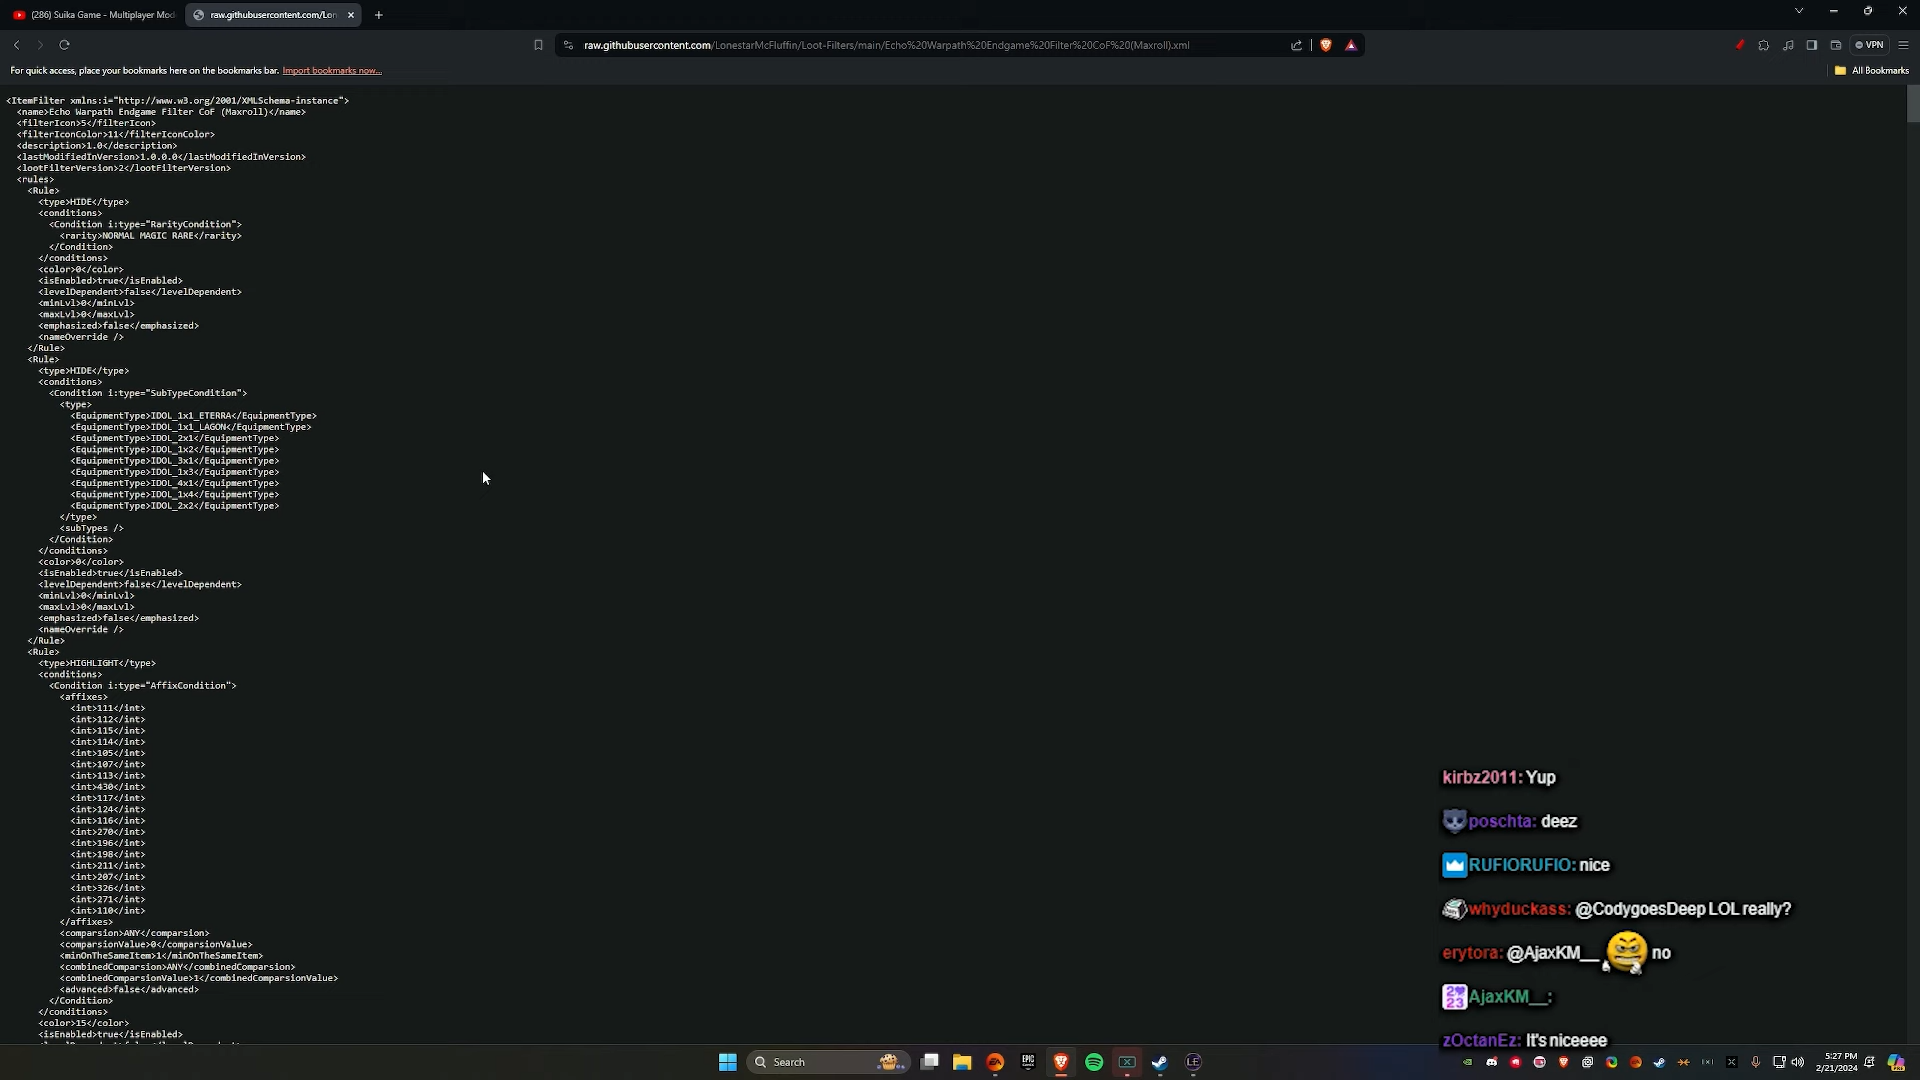 (286) Suika Game - Multiplayer Mod
raw.githubusercontent.com/Lon
raw.githubusercontent.com/LonestarMcFluffin/Loot-Filters/main/Echo%20Warpath%20Endgame%20Filter%20CoF%20(Maxroll).xml
VPN
For quick access, place your bookmarks here on the bookmarks bar. Import bookmarks now...
All Bookmarks
<ItemFilter xmlns:i="http://www.w3.org/2001/XMLSchema-instance">
<name>Echo Warpath Endgame Filter CoF (Maxroll)</name>
<filterIcon>5</filterIcon>
<filterIconColor>11</filterIconColor>
<description>1.0</description>
<lastModifiedInVersion>1.0.0.0</lastModifiedInVersion>
<lootFilterVersion>2</lootFilterVersion>
<rules>
<Rule>
<type>HIDE</type>
<conditions>
<Condition i:type="RarityCondition">
<rarity>NORMAL MAGIC RARE</rarity>
</Condition>
</conditions>
<color>0</color>
<isEnabled>true</isEnabled>
<levelDependent>false</levelDependent>
<minLvl>0</minLvl>
<maxLvl>0</maxLvl>
<emphasized>false</emphasized>
<nameOverride />
</Rule>
<Rule>
<type>HIDE</type>
<conditions>
<Condition i:type="SubTypeCondition">
<type>
<EquipmentType>IDOL_1x1_ETERRA</EquipmentType>
<EquipmentType>IDOL_1x1_LAGON</EquipmentType>
<EquipmentType>IDOL_2x1</EquipmentType>
<EquipmentType>IDOL_1x2</EquipmentType>
<EquipmentType>IDOL_3x1</EquipmentType>
<EquipmentType>IDOL_1x3</EquipmentType>
<EquipmentType>IDOL_4x1</EquipmentType>
<EquipmentType>IDOL_1x4</EquipmentType>
<EquipmentType>IDOL_2x2</EquipmentType>
</type>
<subTypes />
</Condition>
</conditions>
<color>0</color>
<isEnabled>true</isEnabled>
<levelDependent>false</levelDependent>
<minLvl>0</minLvl>
<maxLvl>0</maxLvl>
<emphasized>false</emphasized>
<nameOverride />
</Rule>
<Rule>
<type>HIGHLIGHT</type>
<conditions>
<Condition i:type="AffixCondition">
<affixes>
<int>111</int>
<int>112</int>
<int>115</int>
<int>114</int>
<int>105</int>
<int>107</int>
<int>113</int>
<int>430</int>
<int>117</int>
<int>124</int>
<int>116</int>
<int>270</int>
<int>196</int>
<int>198</int>
<int>211</int>
<int>207</int>
<int>326</int>
<int>271</int>
<int>110</int>
</affixes>
<comparsion>ANY</comparsion>
<comparsionValue>0</comparsionValue>
<minOnTheSameItem>1</minOnTheSameItem>
<combinedComparsion>ANY</combinedComparsion>
<combinedComparsionValue>1</combinedComparsionValue>
<advanced>false</advanced>
</Condition>
</conditions>
<color>15</color>
<isEnabled>true</isEnabled>
kirbz2011: Yup
poschta: deez
RUFIORUFIO: nice
whyduckass: @CodygoesDeep LOL really?
erytora: @AjaxKM__ no
AjaxKM__:
zOctanEz: It's niceeee
Search
5:27 PM
2/21/2024